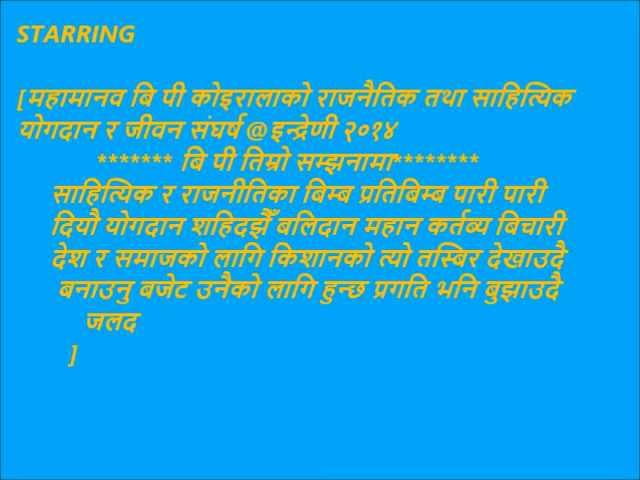 STARRING
[महामानव बि पी कोइरालाको राजनैतिक तथा साहित्यिक
योगदान र जीवन संघर्ष @ इन्द्रेणी २०१४
******* बि पी तिम्रो सम्झनामा********
साहित्यिक र राजनीतिका बिम्ब प्रतिबिम्ब पारी पारी
दियौ योगदान शहिदझैँ बलिदान महान कर्तब्य बिचारी
देश र समाजको लागि किशानको त्यो तस्बिर देखाउदै
बनाउनु बजेट उनैको लागि हुन्छ प्रगति भनि बुझाउदै
जलद
]